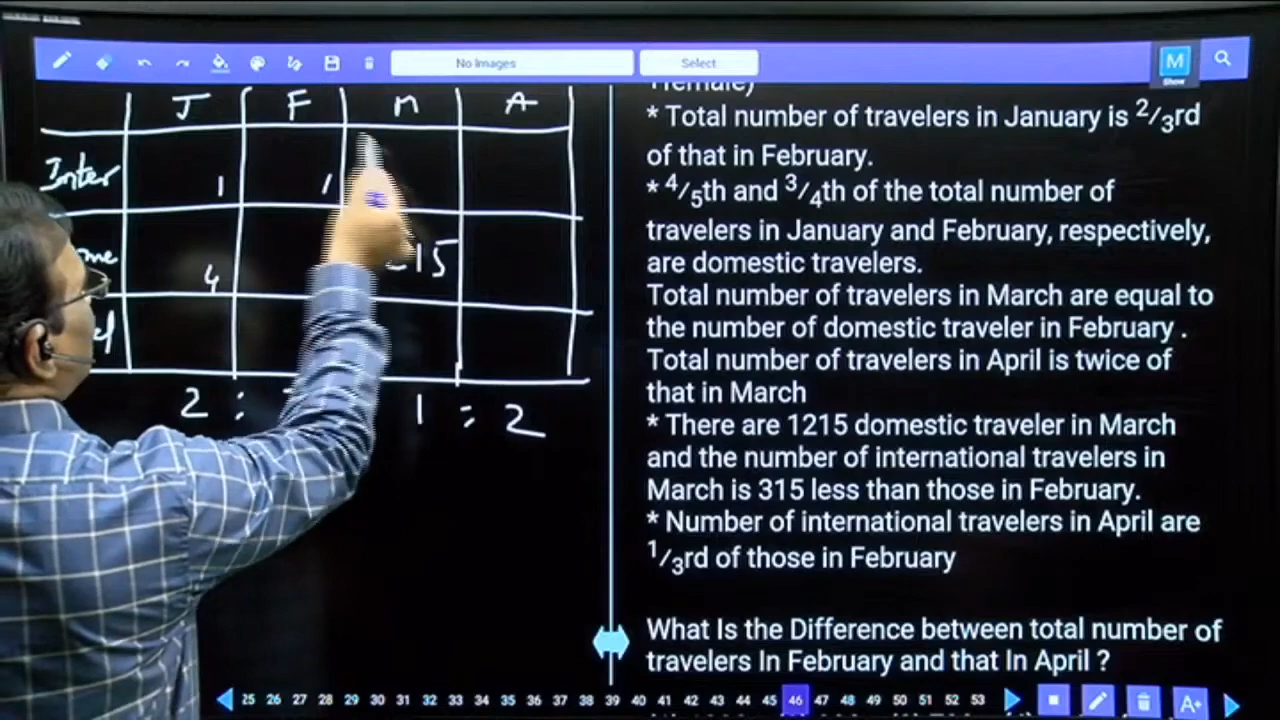 No Images
Select
M
Show
J F M A
Inter 1 1
4 15
2 : 1 : 2
female)
* Total number of travelers in January is 2/3rd
of that in February.
* 4/5th and 3/4th of the total number of
travelers in January and February, respectively,
are domestic travelers.
Total number of travelers in March are equal to
the number of domestic traveler in February .
Total number of travelers in April is twice of
that in March
* There are 1215 domestic traveler in March
and the number of international travelers in
March is 315 less than those in February.
* Number of international travelers in April are
1/3rd of those in February
What Is the Difference between total number of
travelers In February and that In April ?
25 26 27 28 29 30 31 32 33 34 35 36 37 38 39 40 41 42 43 44 45 46 47 48 49 50 51 52 53
A+